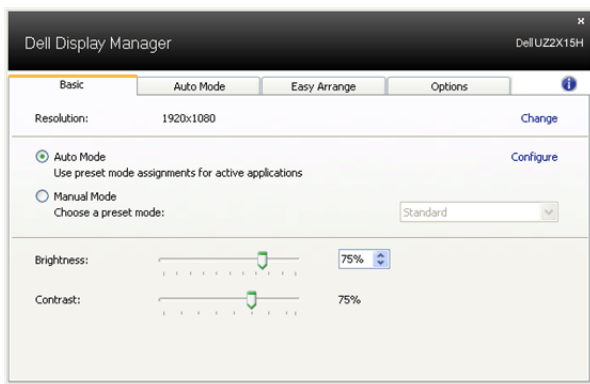 x
Dell Display Manager
Dell UZ2X15H
Basic
Auto Mode
Easy Arrange
Options
i
Resolution:
1920x1080
Change
Auto Mode
Configure
Use preset mode assignments for active applications
Manual Mode
Choose a preset mode:
Standard
Brightness:
75%
Contrast:
75%